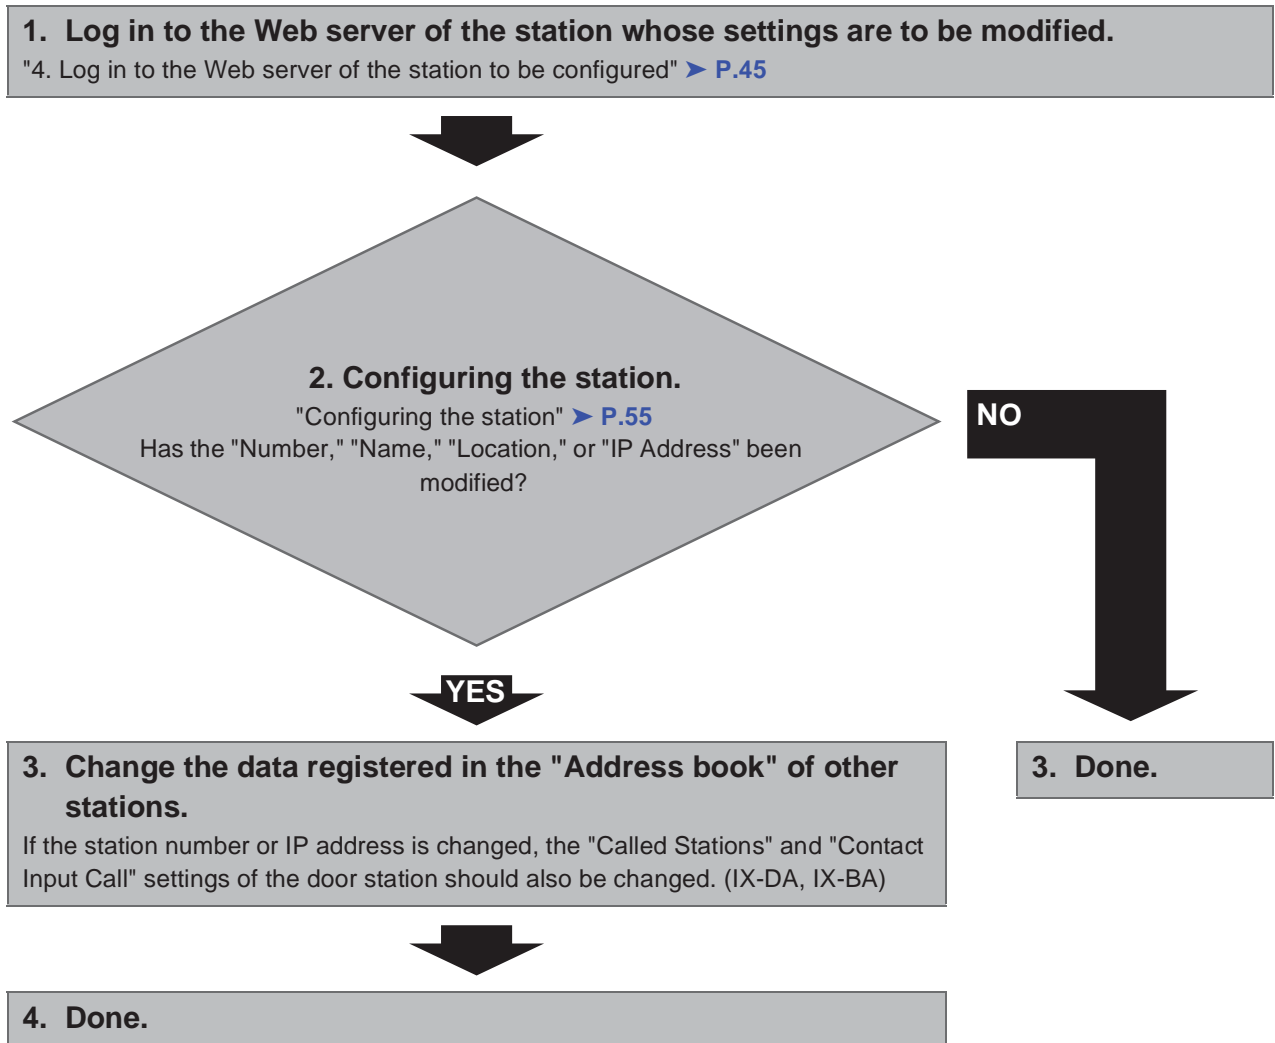 1. Log in to the Web server of the station whose settings are to be modified.
"4. Log in to the Web server of the station to be configured" ➤ P.45
2. Configuring the station.
"Configuring the station" ➤ P.55
Has the "Number," "Name," "Location," or "IP Address" been
modified?
NO
YES
3. Change the data registered in the "Address book" of other
stations.
If the station number or IP address is changed, the "Called Stations" and "Contact
Input Call" settings of the door station should also be changed. (IX-DA, IX-BA)
3. Done.
4. Done.